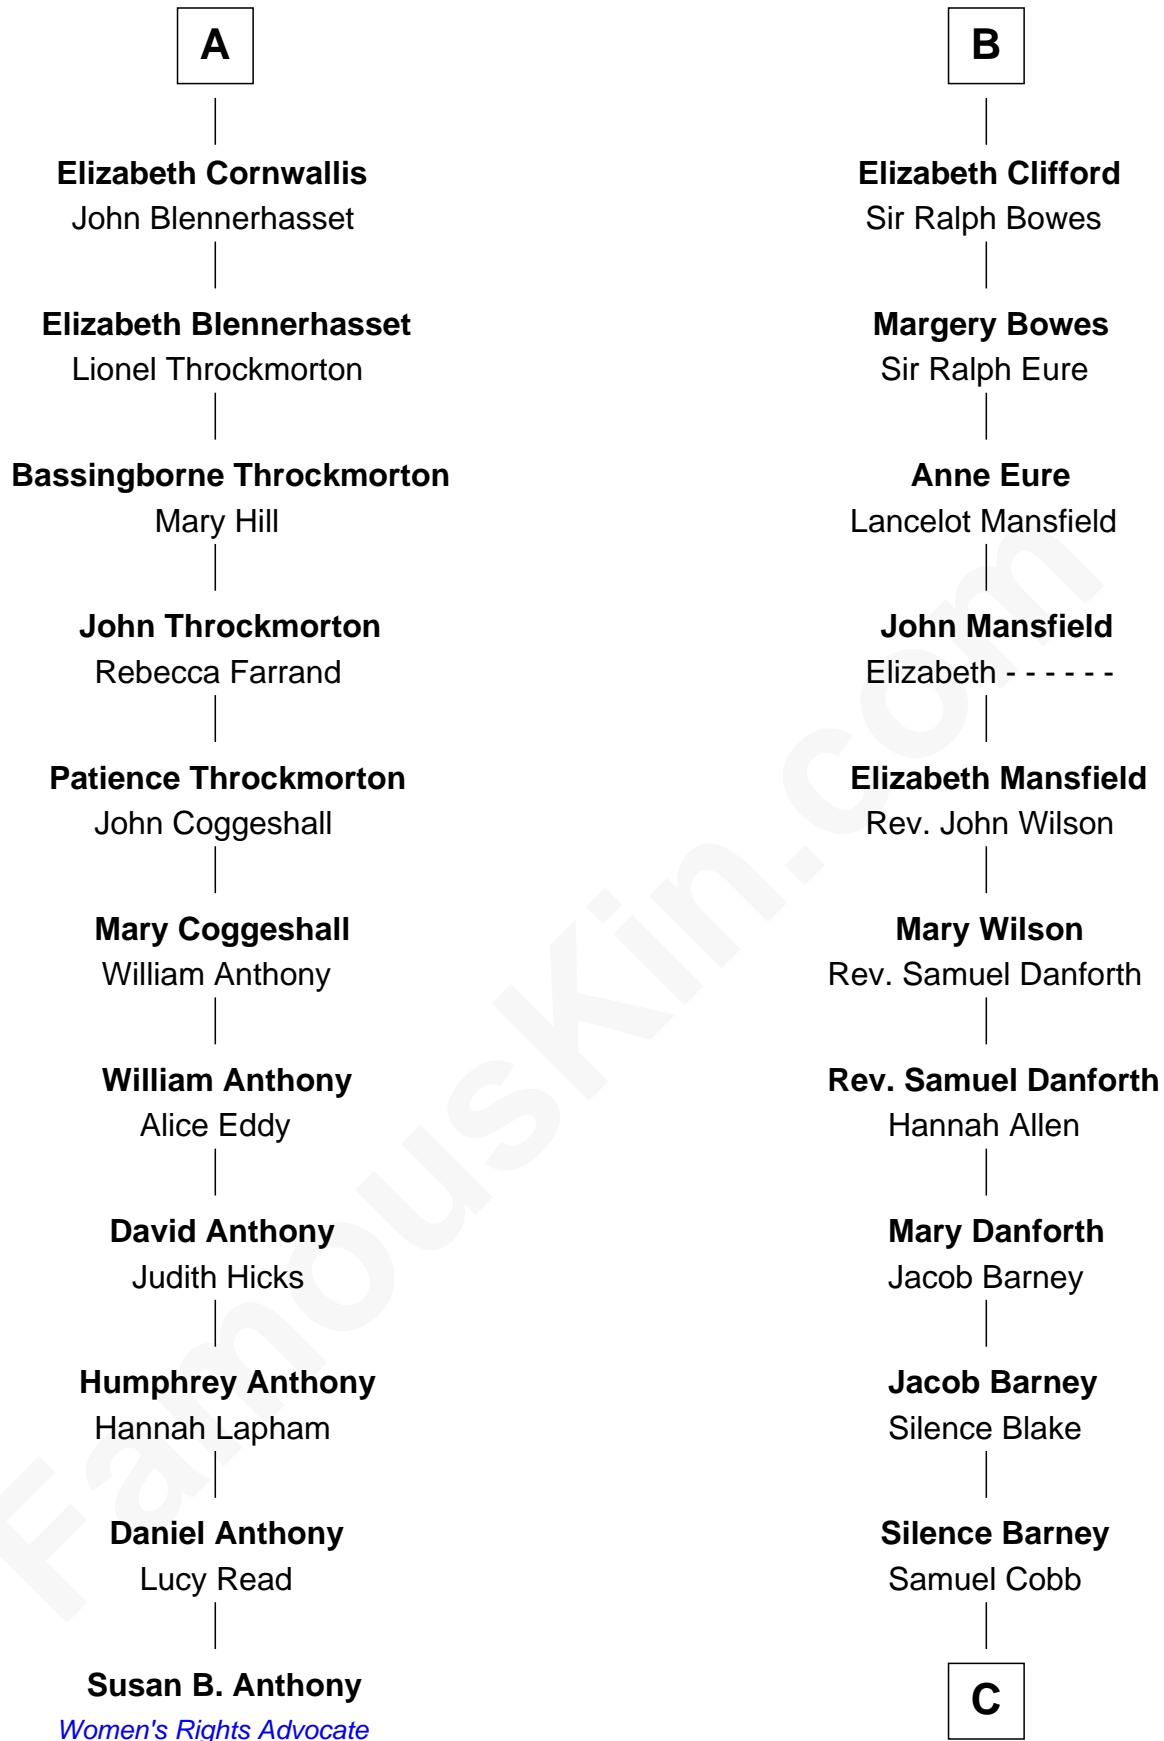 A
Elizabeth Cornwallis
John Blennerhasset
Elizabeth Blennerhasset
Lionel Throckmorton
Bassingborne Throckmorton
Mary Hill
John Throckmorton
Rebecca Farrand
Patience Throckmorton
John Coggeshall
Mary Coggeshall
William Anthony
William Anthony
Alice Eddy
David Anthony
Judith Hicks
Humphrey Anthony
Hannah Lapham
Daniel Anthony
Lucy Read
Susan B. Anthony
Women's Rights Advocate
B
Elizabeth Clifford
Sir Ralph Bowes
Margery Bowes
Sir Ralph Eure
Anne Eure
Lancelot Mansfield
John Mansfield
Elizabeth - - - - - -
Elizabeth Mansfield
Rev. John Wilson
Mary Wilson
Rev. Samuel Danforth
Rev. Samuel Danforth
Hannah Allen
Mary Danforth
Jacob Barney
Jacob Barney
Silence Blake
Silence Barney
Samuel Cobb
C
FamousKin.com